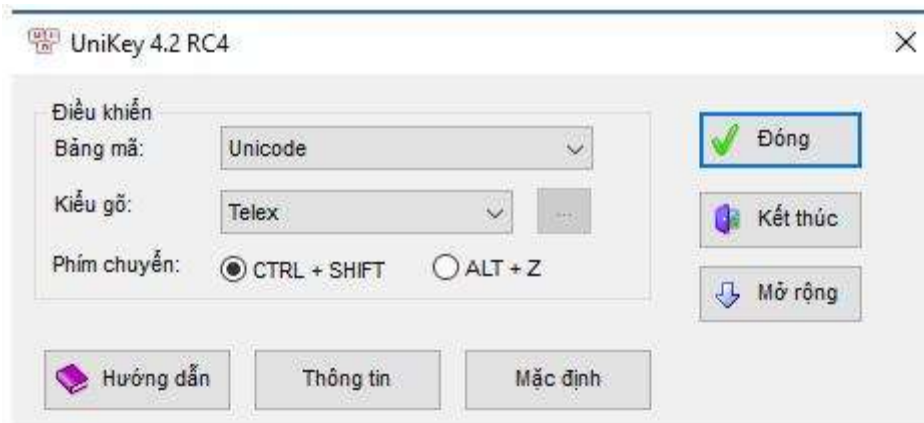 UniKey 4.2 RC4
Điều khiển
Bảng mã: Unicode
Đóng
Kiểu gõ: Telex ...
Kết thúc
Phím chuyển: CTRL + SHIFT ALT + Z
Mở rộng
Hướng dẫn Thông tin Mặc định